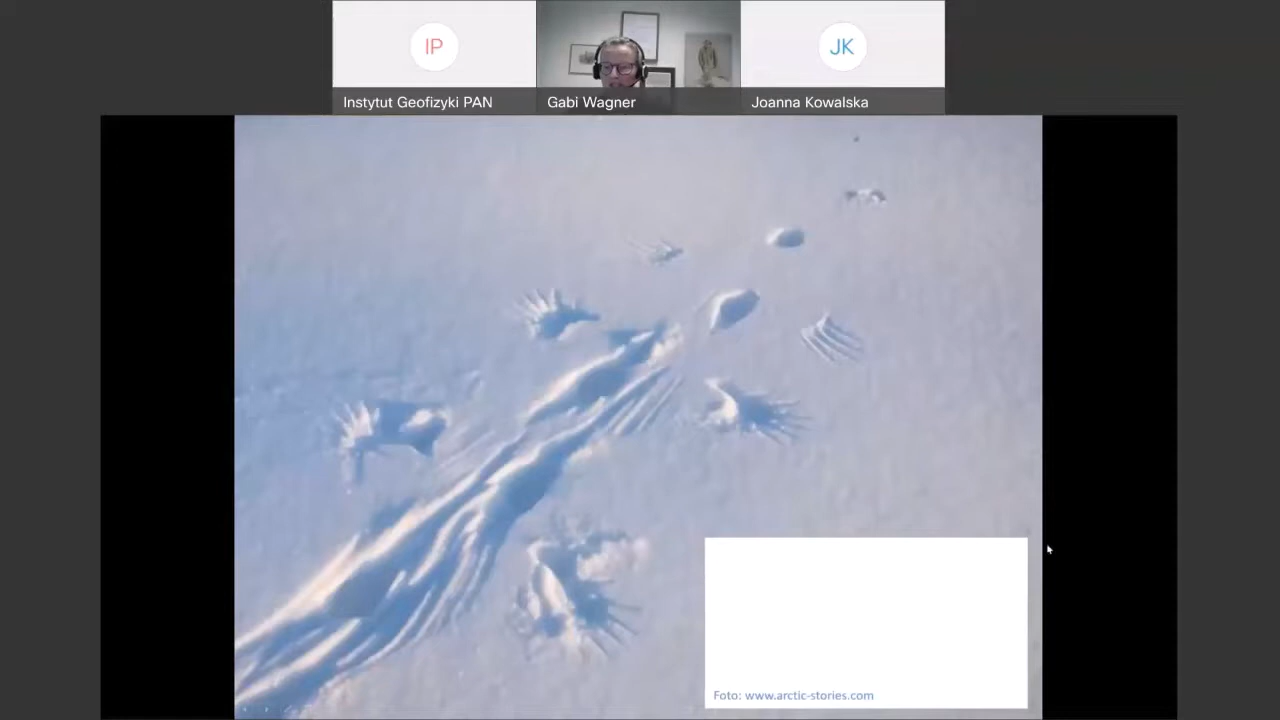 IP
JK
Instytut Geofizyki PAN
Gabi Wagner
Joanna Kowalska
Foto: www.arctic-stories.com